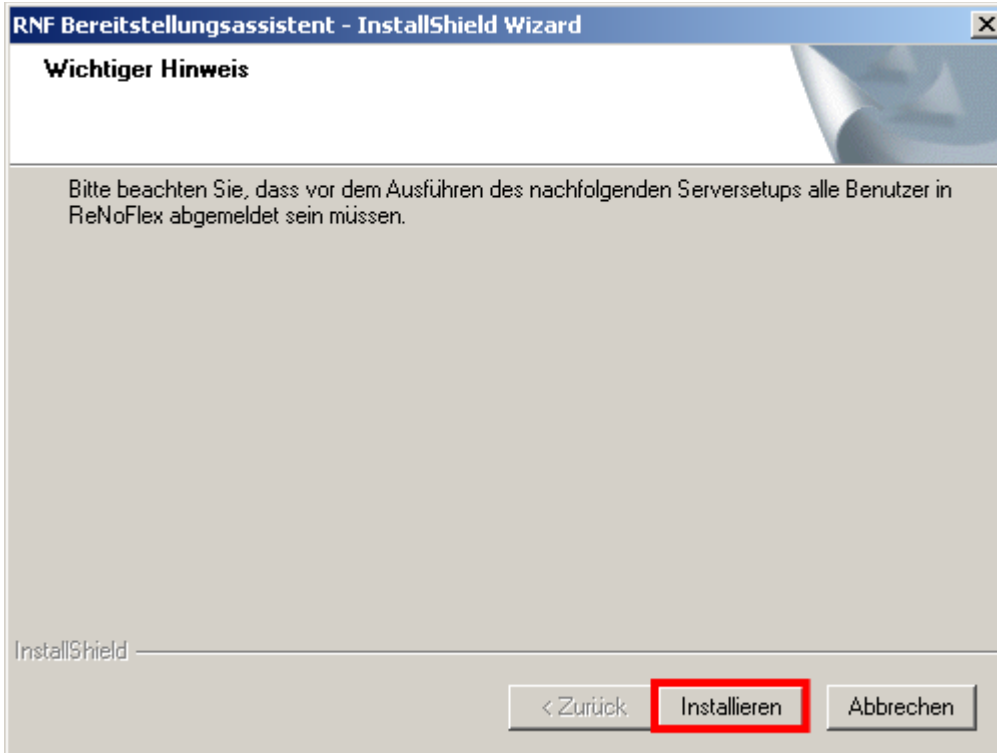 RNF Bereitstellungsassistent - InstallShield Wizard
Wichtiger Hinweis
Bitte beachten Sie, dass vor dem Ausführen des nachfolgenden Serversetups alle Benutzer in
ReNoFlex abgemeldet sein müssen.
InstallShield
< Zurück Installieren Abbrechen